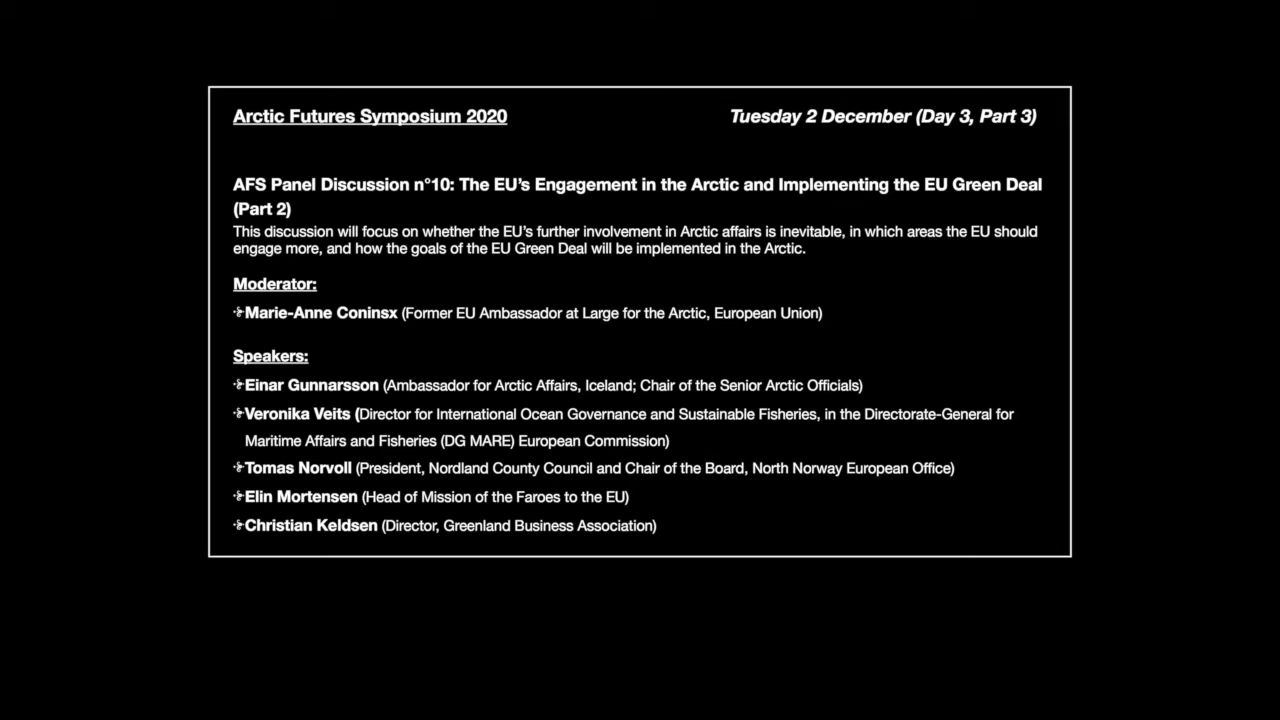 Arctic Futures Symposium 2020
Tuesday 2 December (Day 3, Part 3)
AFS Panel Discussion n°10: The EU's Engagement in the Arctic and Implementing the EU Green Deal
(Part 2)
This discussion will focus on whether the EU's further involvement in Arctic affairs is inevitable, in which areas the EU should
engage more, and how the goals of the EU Green Deal will be implemented in the Arctic.
Moderator:
Marie-Anne Coninsx (Former EU Ambassador at Large for the Arctic, European Union)
Speakers:
Einar Gunnarsson (Ambassador for Arctic Affairs, Iceland; Chair of the Senior Arctic Officials)
Veronika Veits (Director for International Ocean Governance and Sustainable Fisheries, in the Directorate-General for
Maritime Affairs and Fisheries (DG MARE) European Commission)
Tomas Norvoll (President, Nordland County Council and Chair of the Board, North Norway European Office)
Elin Mortensen (Head of Mission of the Faroes to the EU)
Christian Keldsen (Director, Greenland Business Association)